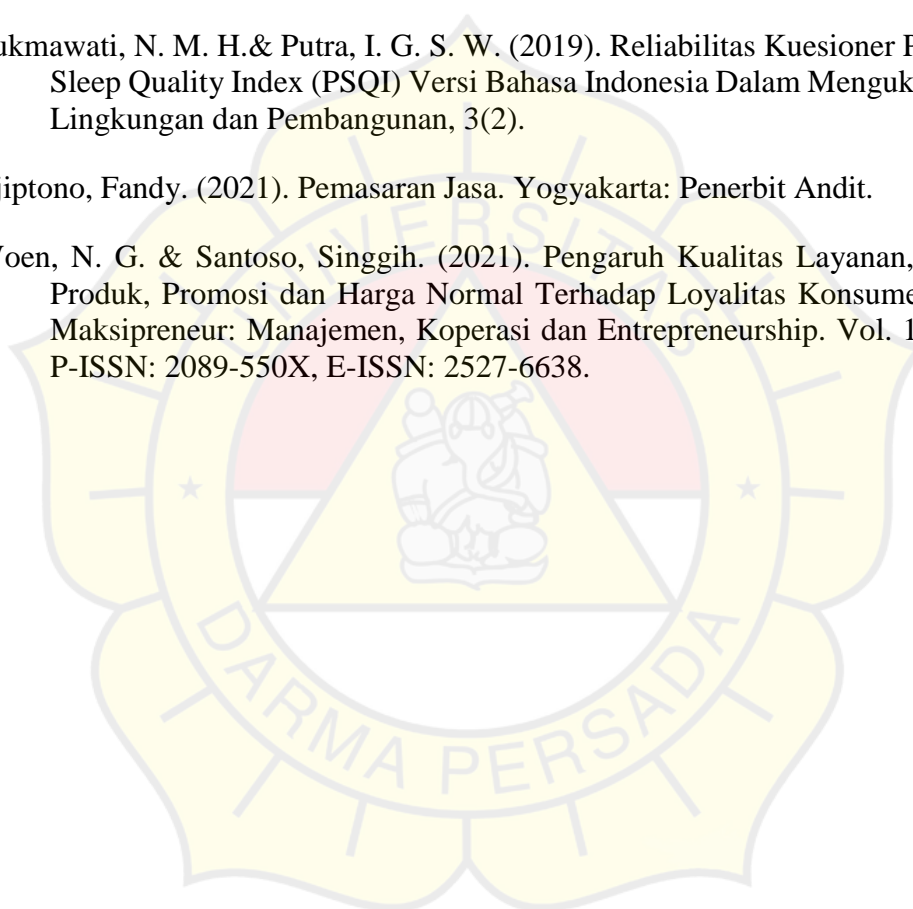 ukmawati, N. M. H.& Putra, I. G. S. W. (2019). Reliabilitas Kuesioner
Sleep Quality Index (PSQI) Versi Bahasa Indonesia Dalam Menguk
Lingkungan dan Pembangunan, 3(2).
jiptono, Fandy. (2021). Pemasaran Jasa. Yogyakarta: Penerbit Andit.
oen, N. G. & Santoso, Singgih. (2021). Pengaruh Kualitas Layanan,
Produk, Promosi dan Harga Normal Terhadap Loyalitas Konsume
Maksipreneur: Manajemen, Koperasi dan Entrepreneurship. Vol. 1
P-ISSN: 2089-550X, E-ISSN: 2527-6638.
UNIVERSITAS
DARMA PERSADA